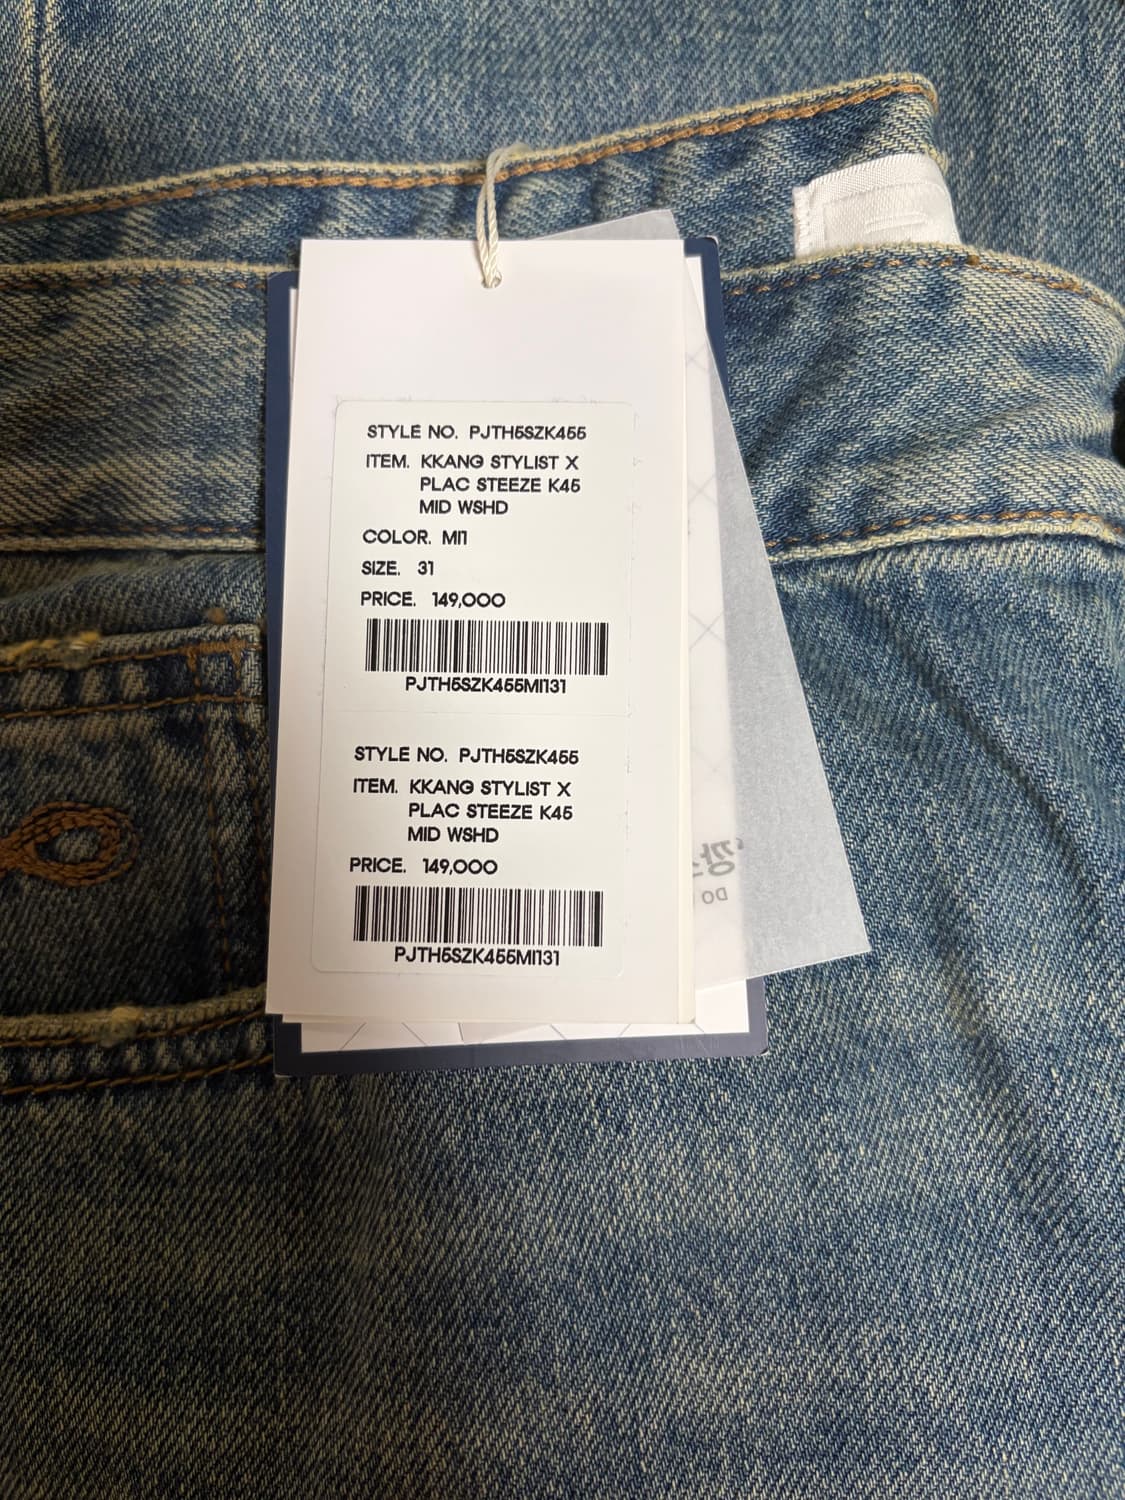 STYLE NO. PJTH5SZK455
ITEM. KKANG STYLIST X
PLAC STEEZE K45
MID WSHD
COLOR. MI1
SIZE. 31
PRICE. 149,000
PJTH5SZK455MI131
STYLE NO. PJTH5SZK455
ITEM. KKANG STYLIST X
PLAC STEEZE K45
MID WSHD
PRICE. 149,000
PJTH5SZK455MI131
DO